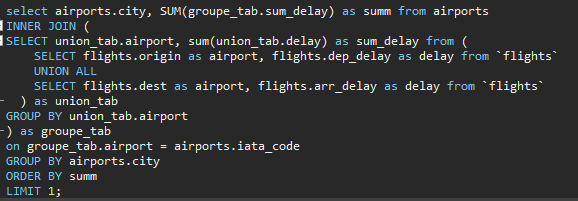 select airports.city, SUM(groupe_tab.sum_delay) as summ from airports
INNER JOIN (
SELECT union_tab.airport, sum(union_tab.delay) as sum_delay from (
    SELECT flights.origin as airport, flights.dep_delay as delay from `flights`
    UNION ALL
    SELECT flights.dest as airport, flights.arr_delay as delay from `flights`
  ) as union_tab
GROUP BY union_tab.airport
) as groupe_tab
on groupe_tab.airport = airports.iata_code
GROUP BY airports.city
ORDER BY summ
LIMIT 1;